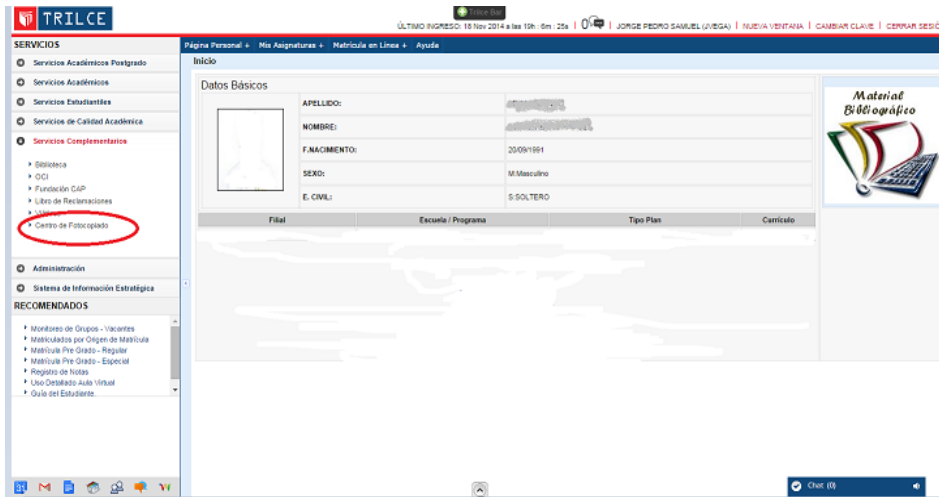 TRILCE
Trilce Bar
ÚLTIMO INGRESO: 18 Nov 2014 a las 19h : 6m : 25s | 0 | JORGE PEDRO SAMUEL (JVEGA) | NUEVA VENTANA | CAMBIAR CLAVE | CERRAR SESIÓ
SERVICIOS
Página Personal + Mis Asignaturas + Matrícula en Línea + Ayuda
Servicios Académicos Postgrado
Servicios Académicos
Servicios Estudiantiles
Servicios de Calidad Académica
Servicios Complementarios
Biblioteca
OCI
Fundación CAP
Libro de Reclamaciones
Centro de Fotocopiado
Administración
Sistema de Información Estratégica
RECOMENDADOS
Monitoreo de Grupos - Vacantes
Matriculados por Origen de Matrícula
Matrícula Pre Grado - Regular
Matrícula Pre Grado - Especial
Registro de Notas
Uso Detallado Aula Virtual
Guía del Estudiante.
Inicio
Datos Básicos
APELLIDO:
NOMBRE:
F.NACIMIENTO: 20/09/1991
SEXO: M:Masculino
E. CIVIL: S:SOLTERO
Filial Escuela / Programa Tipo Plan Currículo
Material
Bibliográfico
31
Chat (0)